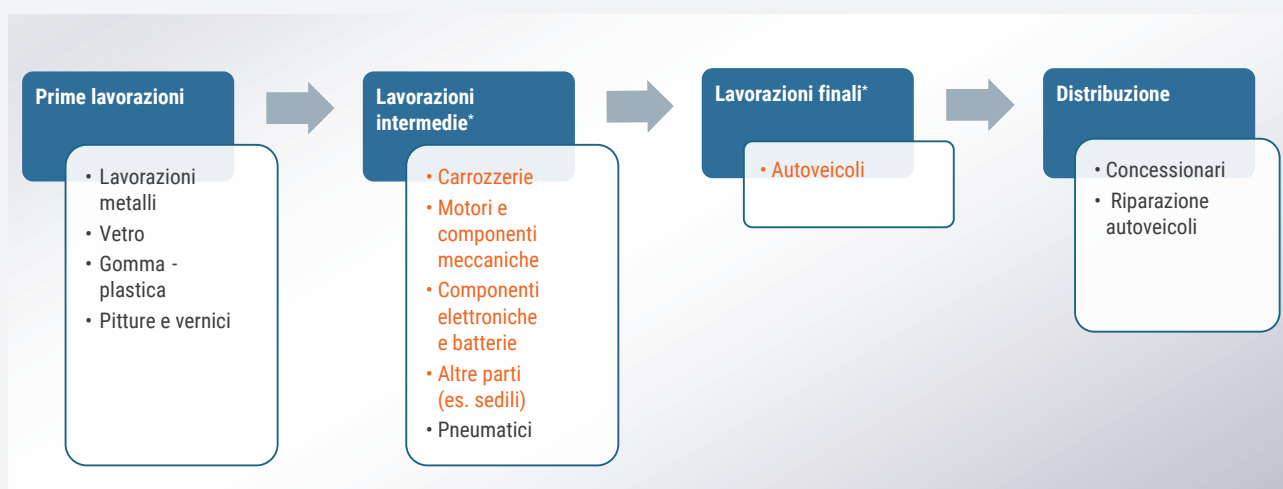 Prime lavorazioni
• Lavorazioni
metalli
• Vetro
• Gomma -
plastica
• Pitture e vernici
Lavorazioni
intermedie*
• Carrozzerie
• Motori e
componenti
meccaniche
• Componenti
elettroniche
e batterie
• Altre parti
(es. sedili)
• Pneumatici
Lavorazioni finali*
• Autoveicoli
Distribuzione
• Concessionari
• Riparazione
autoveicoli